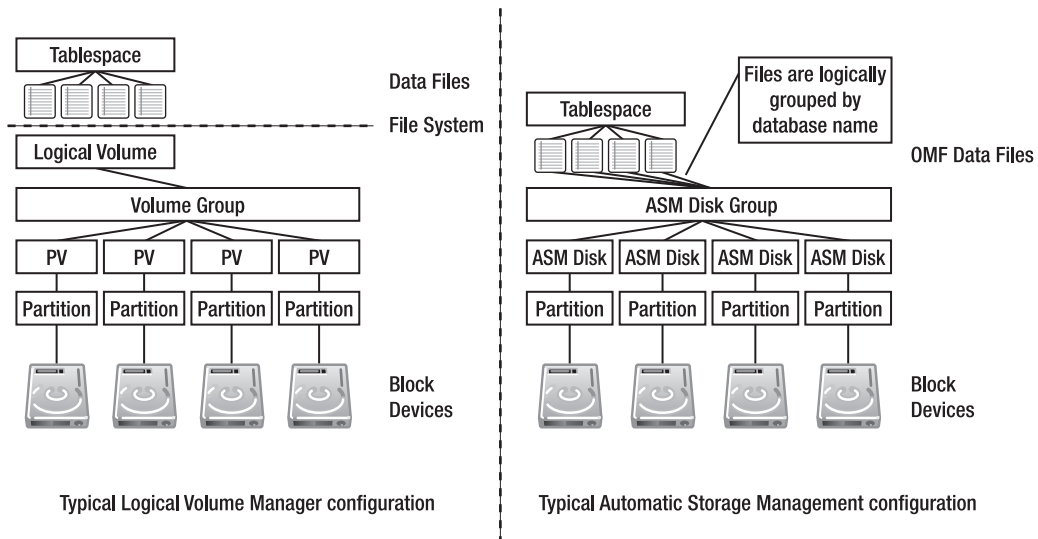 Tablespace
Data Files
File System
Logical Volume
Volume Group
PV
PV
PV
PV
Partition
Partition
Partition
Partition
Block
Devices
Typical Logical Volume Manager configuration
Files are logically
grouped by
database name
Tablespace
OMF Data Files
ASM Disk Group
ASM Disk
ASM Disk
ASM Disk
ASM Disk
Partition
Partition
Partition
Partition
Block
Devices
Typical Automatic Storage Management configuration